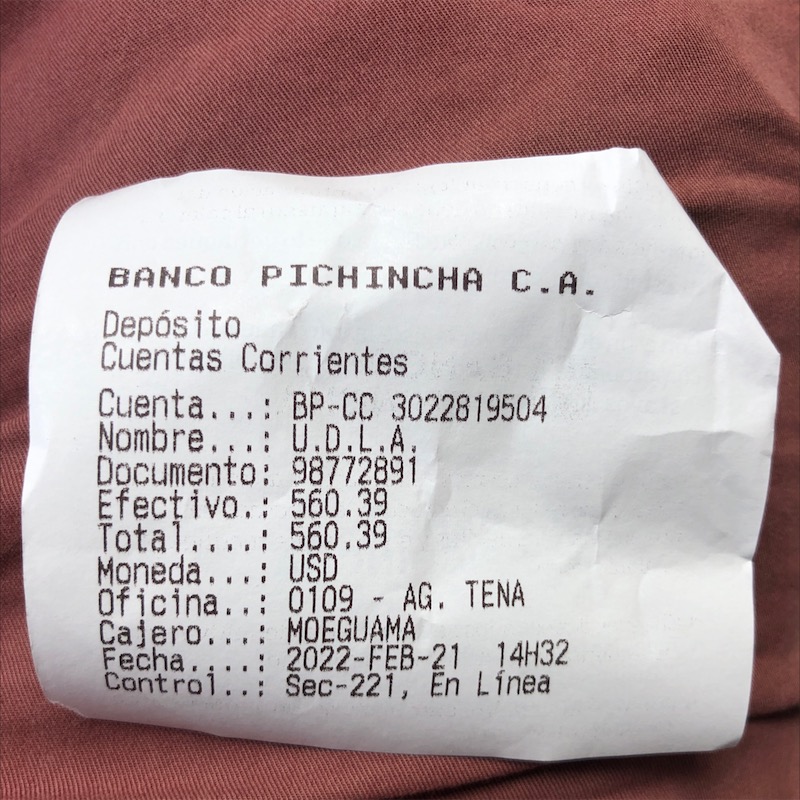 BANCO PICHINCHA C.A.
Depósito
Cuentas Corrientes
Cuenta...: BP-CC 3022819504
Nombre...: U.D.L.A.
Documento: 98772891
Efectivo.: 560.39
Total....: 560.39
Moneda...: USD
Oficina..: 0109 - AG. TENA
Cajero...: MOEGUAMA
Fecha....: 2022-FEB-21 14H32
Control..: Sec-221, En Línea